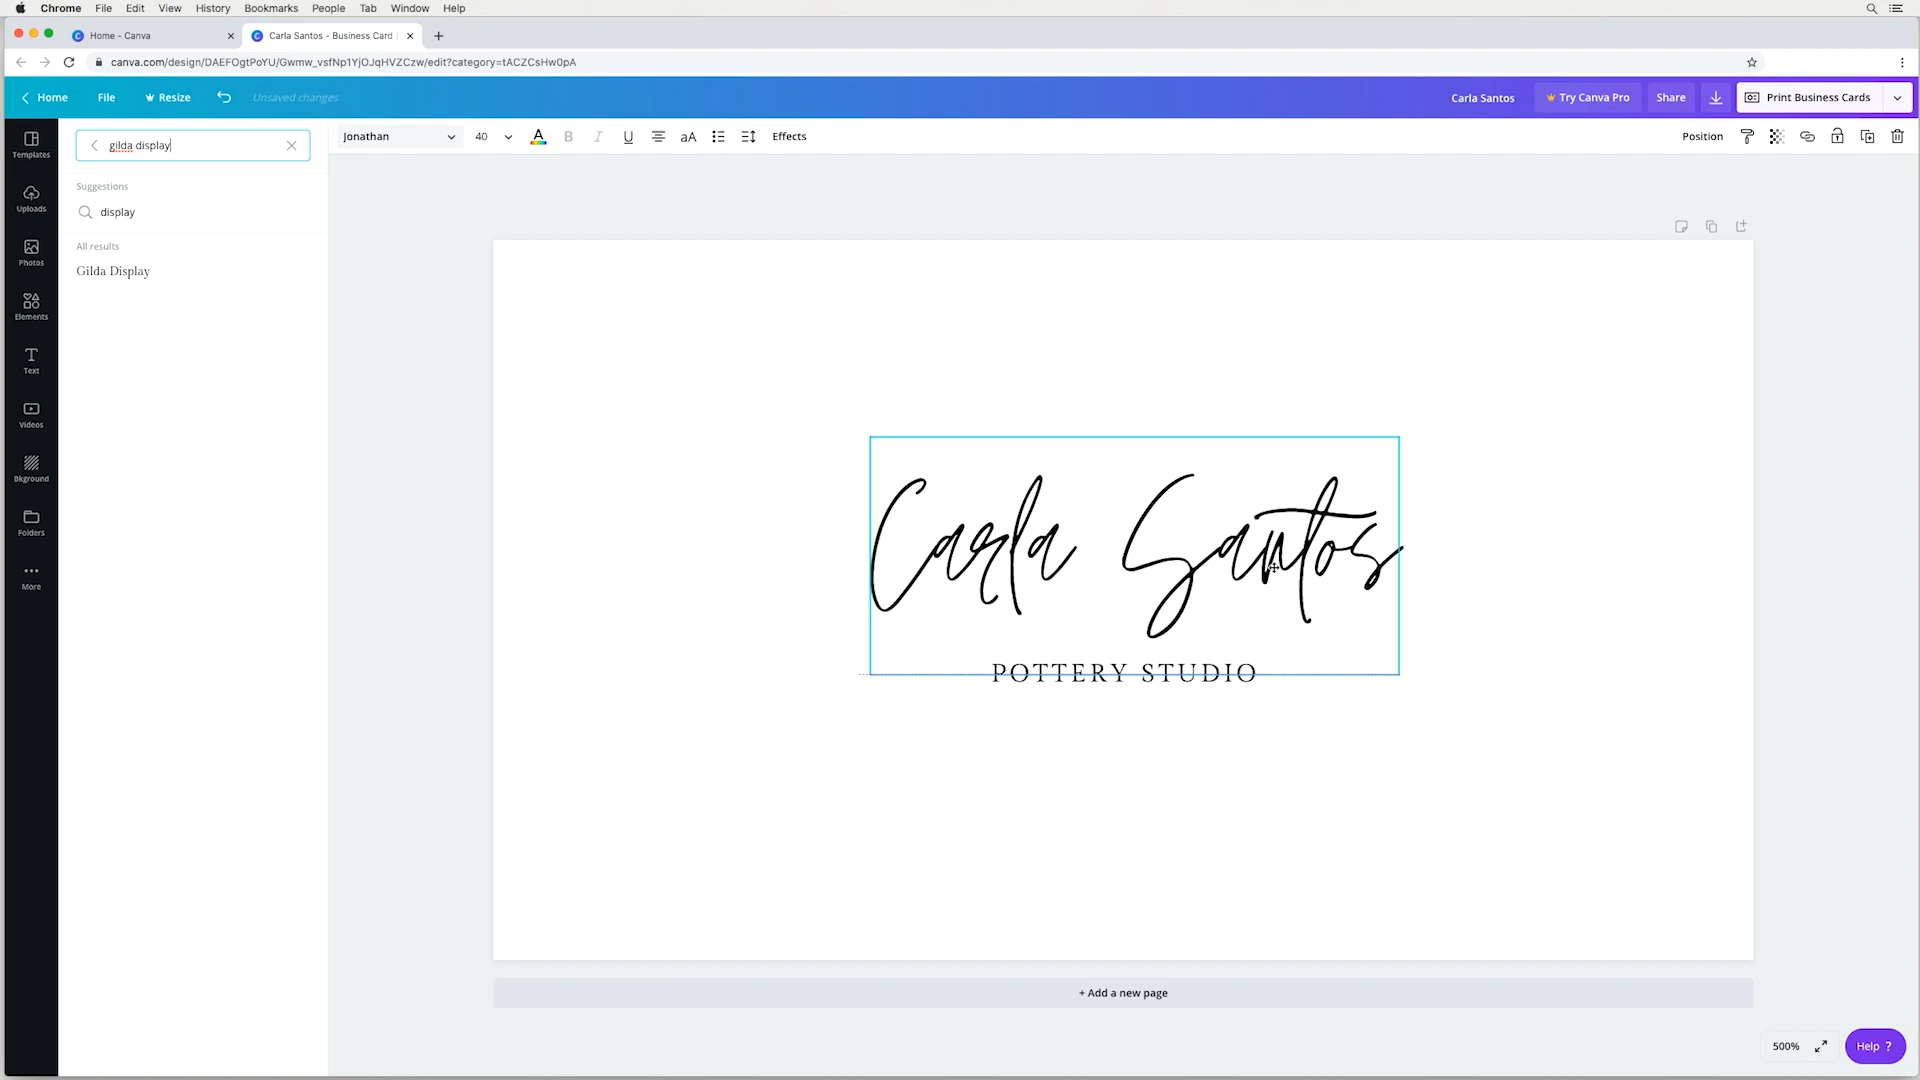 Chrome File Edit View History Bookmarks People Tab Window Help
Home - Canva
Carla Santos - Business Card
canva.com/design/DAEFOgtPoYU/Gwmw_vsfNp1YjOJqHVZCzw/edit?category=tACZCsHw0pA
Home File Resize Unsaved changes Carla Santos Try Canva Pro Share Print Business Cards
gilda display
Jonathan 40 A B I U aA Effects Position
Templates
Suggestions
display
Uploads
All results
Gilda Display
Photos
Elements
Text
Videos
Bkground
Folders
More
Carla Santos
POTTERY STUDIO
+ Add a new page
500% Help ?